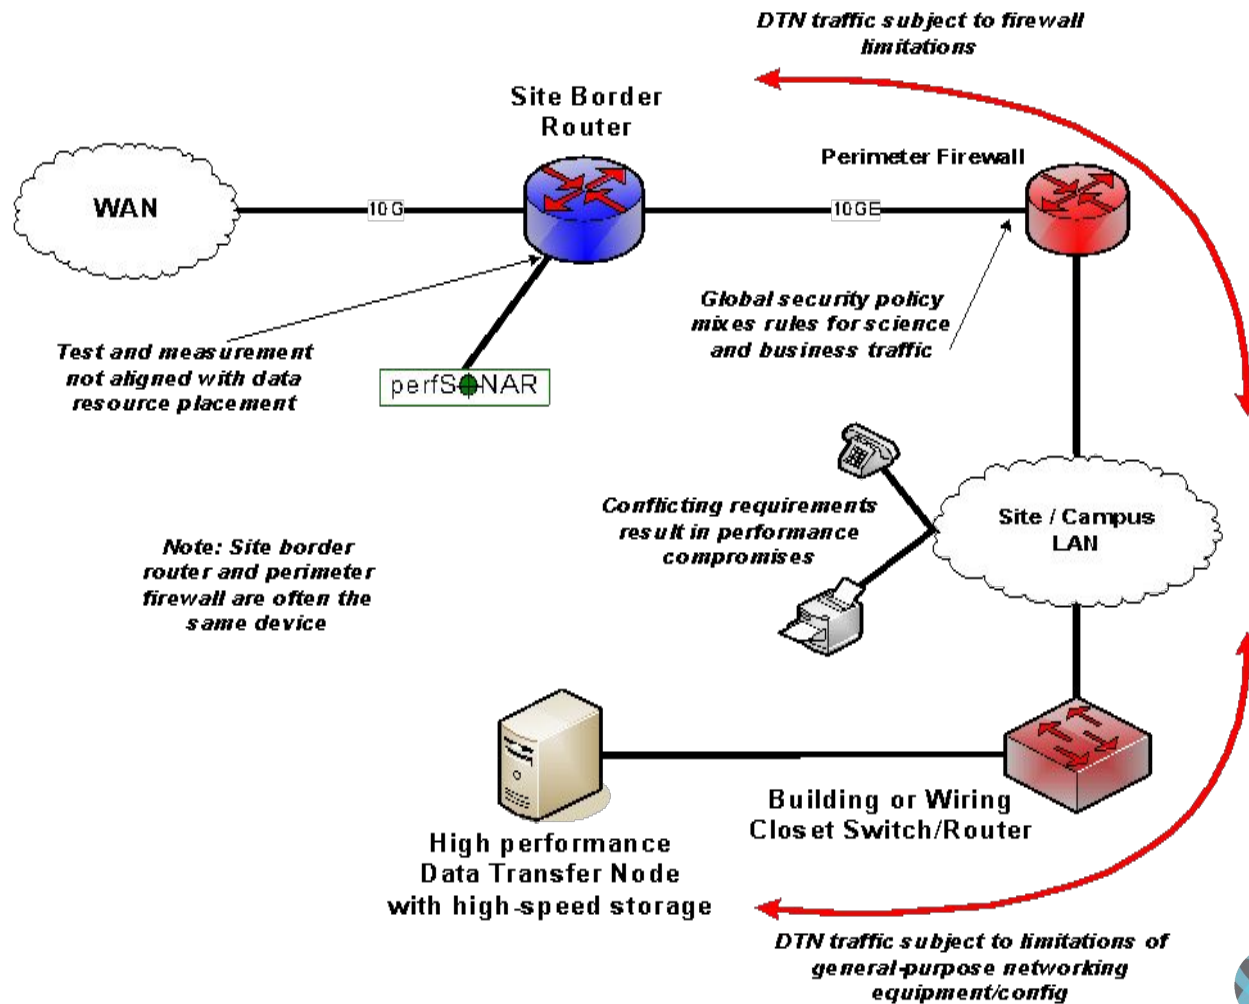 DTN traffic subject to firewall
limitations
Site Border
Router
Perimeter Firewall
WAN
10G
10GE
Global security policy
mixes rules for science
and business traffic
Test and measurement
not aligned with data
resource placement
perfSONAR
Conflicting requirements
result in performance
compromises
Site / Campus
LAN
Note: Site border
router and perimeter
firewall are often the
same device
Building or Wiring
Closet Switch/Router
High performance
Data Transfer Node
with high-speed storage
DTN traffic subject to limitations of
general-purpose networking
equipment/config